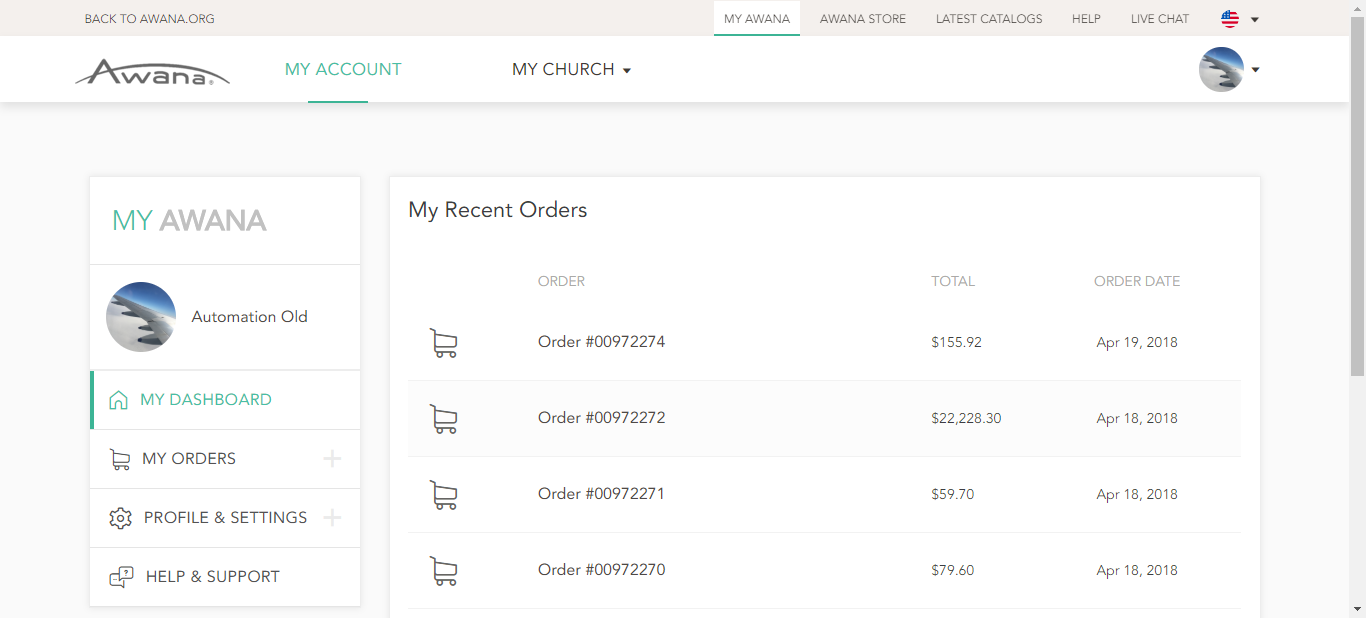 BACK TO AWANA.ORG
MY AWANA
AWANA STORE
LATEST CATALOGS
HELP
LIVE CHAT
Awana®
MY ACCOUNT
MY CHURCH
MY AWANA
Automation Old
MY DASHBOARD
MY ORDERS
PROFILE & SETTINGS
HELP & SUPPORT
My Recent Orders
ORDER TOTAL ORDER DATE
Order #00972274 $155.92 Apr 19, 2018
Order #00972272 $22,228.30 Apr 18, 2018
Order #00972271 $59.70 Apr 18, 2018
Order #00972270 $79.60 Apr 18, 2018